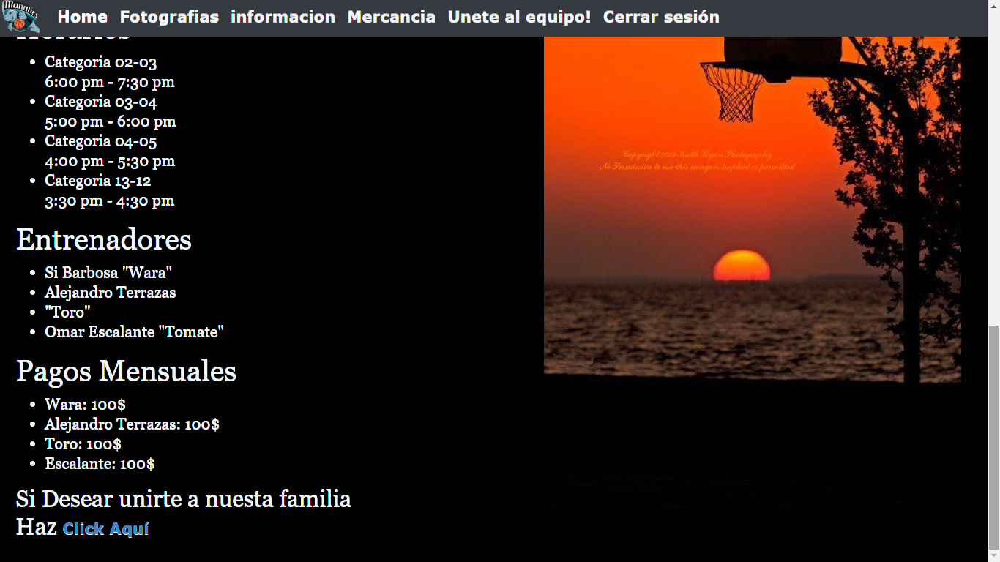 Manatis
Home Fotografias informacion Mercancia Unete al equipo! Cerrar sesión
Horarios
Categoria 02-03
6:00 pm - 7:30 pm
Categoria 03-04
5:00 pm - 6:00 pm
Categoria 04-05
4:00 pm - 5:30 pm
Categoria 13-12
3:30 pm - 4:30 pm
Entrenadores
Si Barbosa "Wara"
Alejandro Terrazas
"Toro"
Omar Escalante "Tomate"
Pagos Mensuales
Wara: 100$
Alejandro Terrazas: 100$
Toro: 100$
Escalante: 100$
Si Desear unirte a nuesta familia
Haz Click Aquí
Copyright 2009 Keith Ryan Photography
No Permission to use this image is implied or permitted